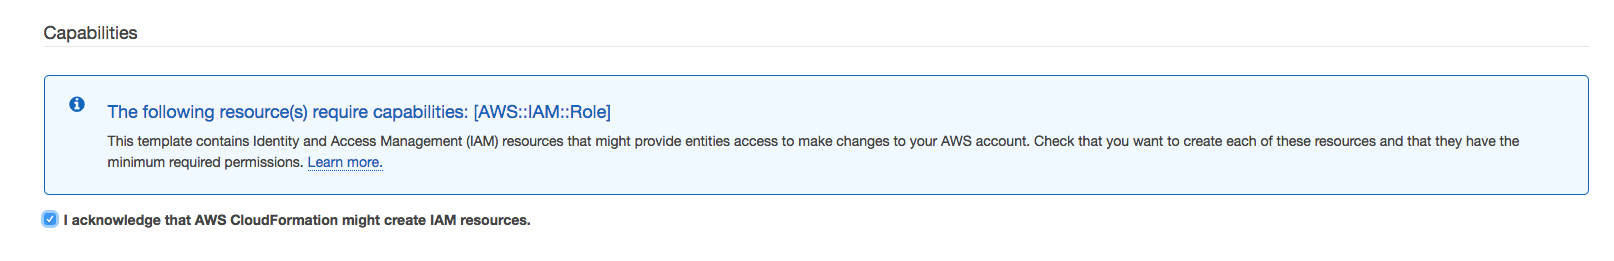 Capabilities
The following resource(s) require capabilities: [AWS::IAM::Role]
This template contains Identity and Access Management (IAM) resources that might provide entities access to make changes to your AWS account. Check that you want to create each of these resources and that they have the
minimum required permissions. Learn more.
I acknowledge that AWS CloudFormation might create IAM resources.